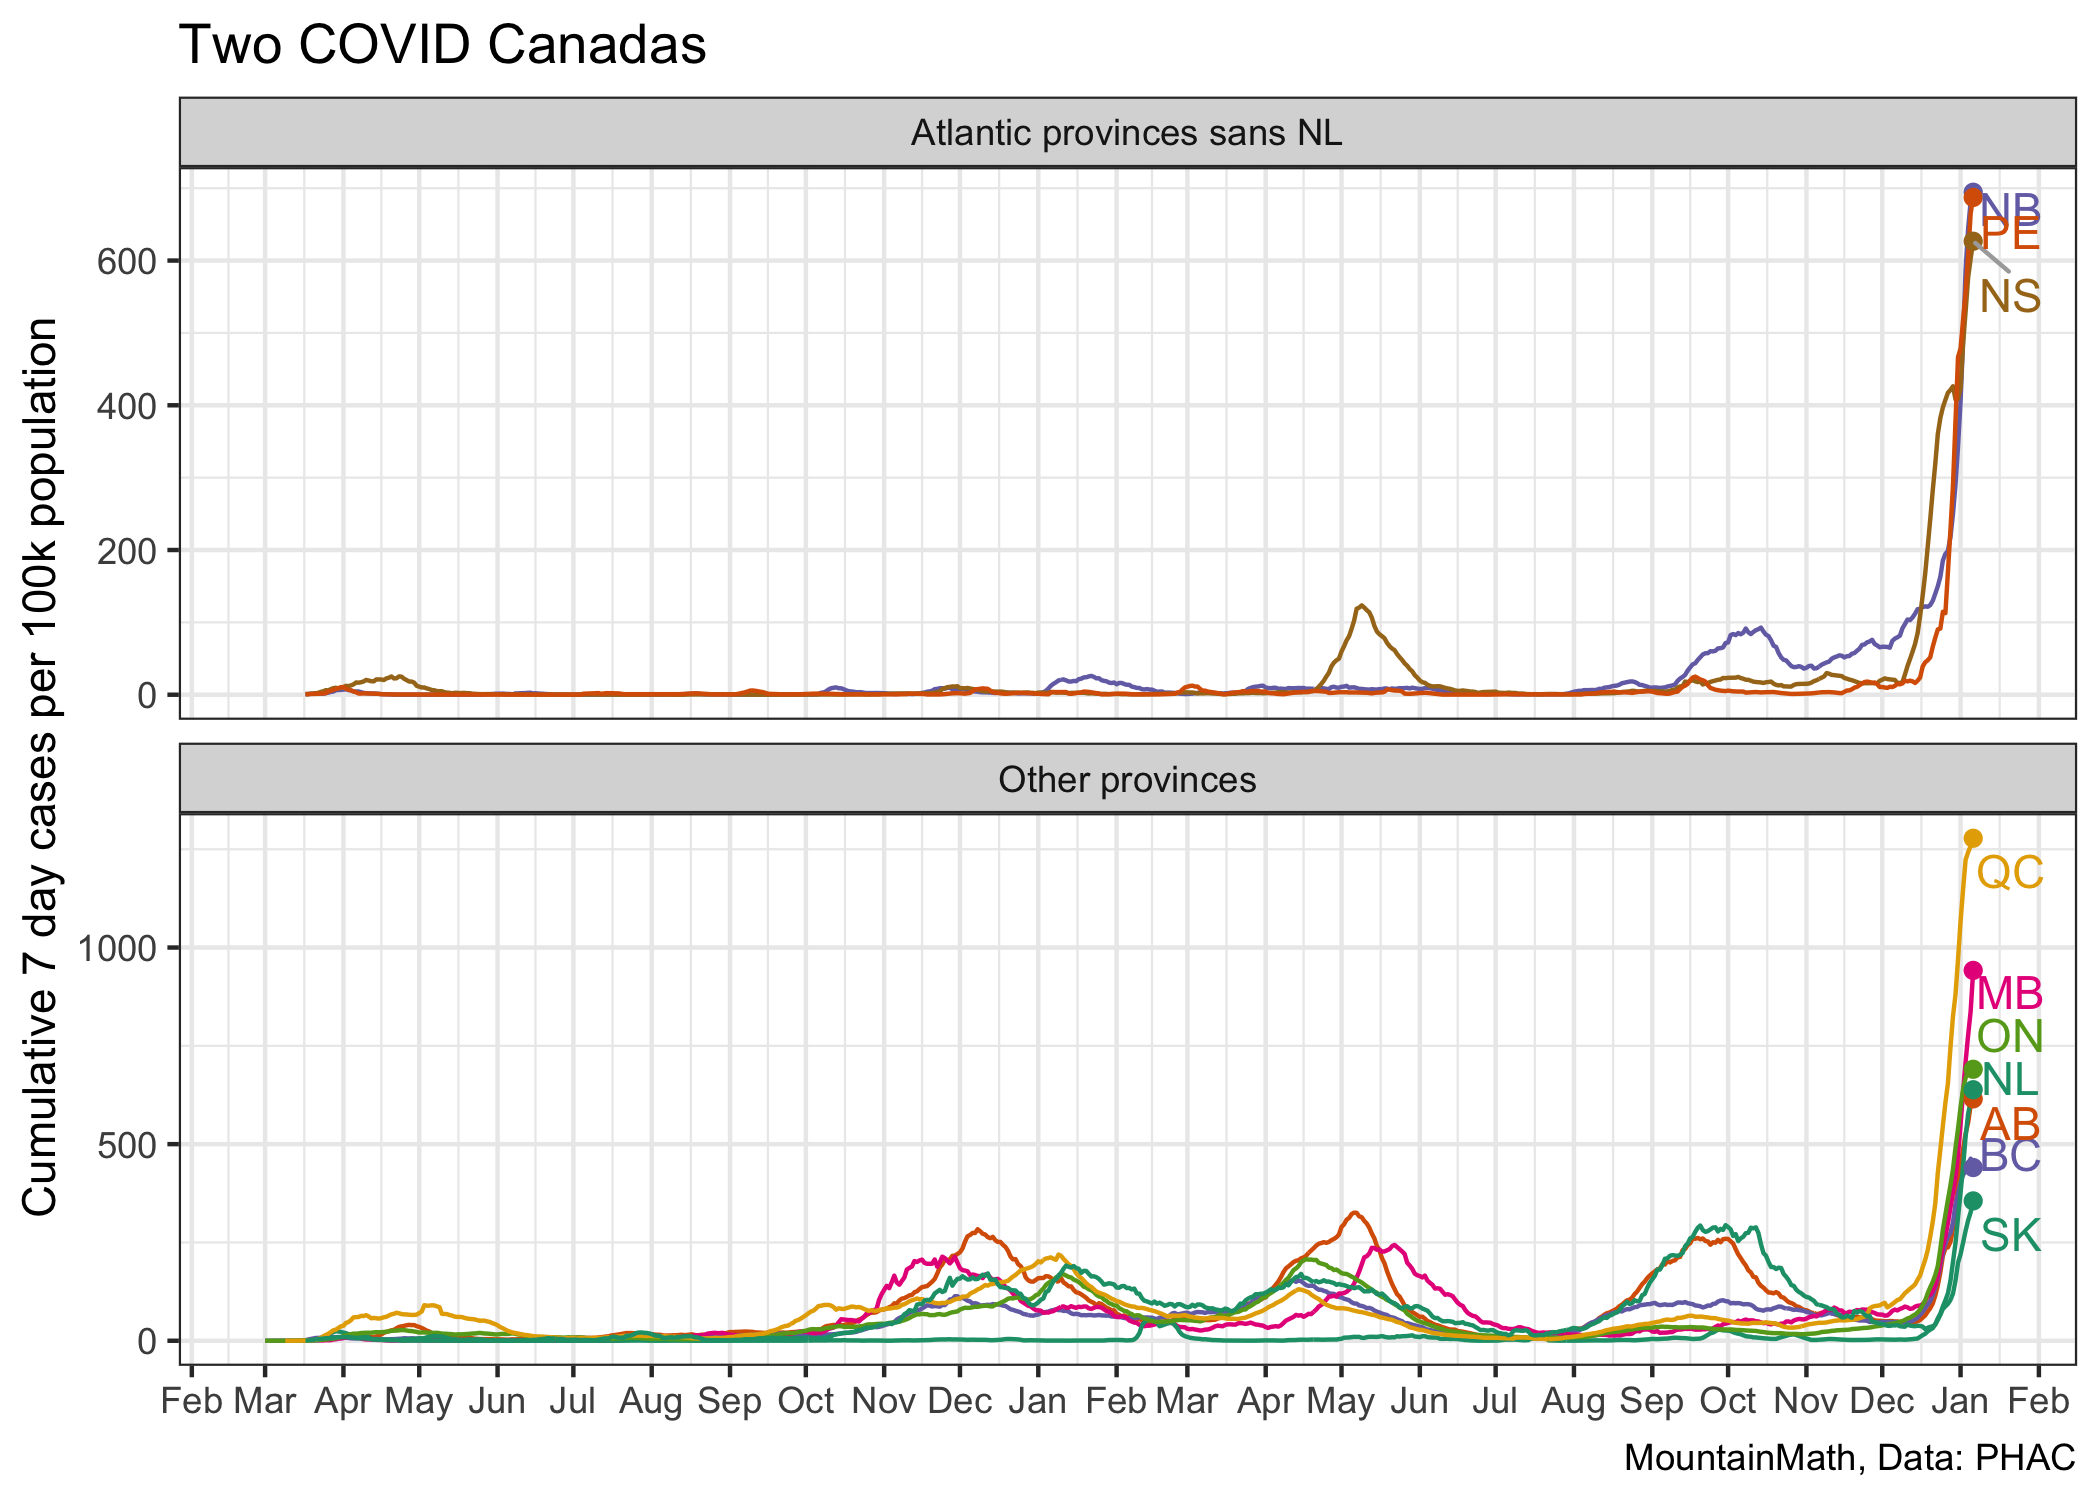 Two COVID Canadas
Atlantic provinces sans NL
Cumulative 7 day cases per 100k population
600
400
200
0
NB
PE
NS
Other provinces
1000
500
0
QC
MB
ON
NL
AB
BC
SK
Feb Mar Apr May Jun Jul Aug Sep Oct Nov Dec Jan Feb Mar Apr May Jun Jul Aug Sep Oct Nov Dec Jan Feb
MountainMath, Data: PHAC